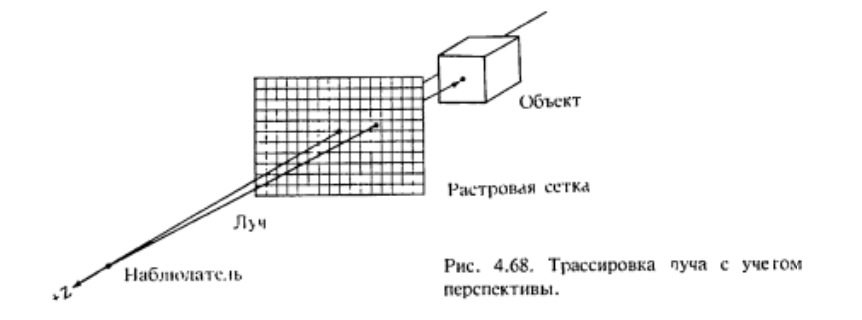 Объект
Растровая сетка
Луч
Наблюдатель
+Z
Рис. 4.68. Трассировка луча с учетом
перспективы.